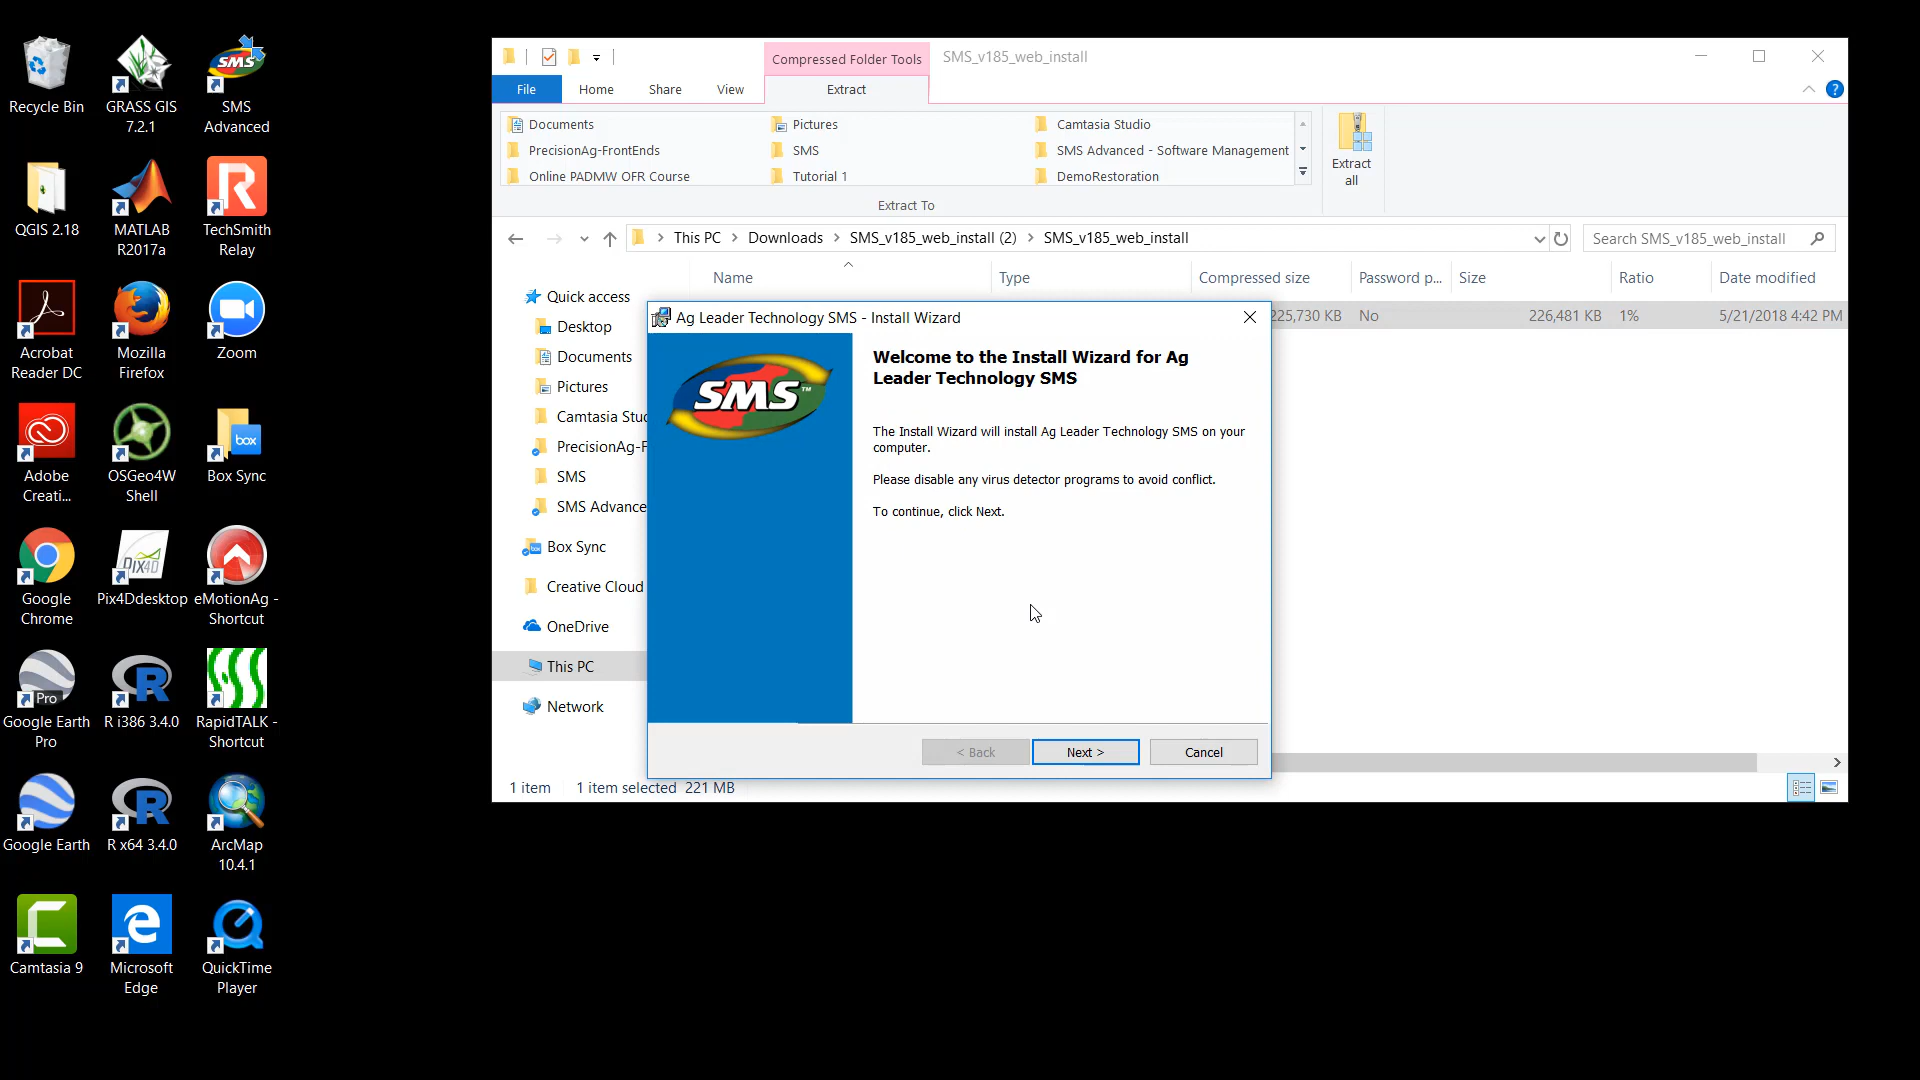 Recycle Bin
GRASS GIS
7.2.1
SMS
Advanced
QGIS 2.18
MATLAB
R2017a
TechSmith
Relay
Acrobat
Reader DC
Mozilla
Firefox
Zoom
Adobe
Creati...
OSGeo4W
Shell
box
Box Sync
Google
Chrome
PIX4D
Pix4Ddesktop
eMotionAg -
Shortcut
Pro
Google Earth
Pro
R i386 3.4.0
RapidTALK -
Shortcut
Google Earth
R x64 3.4.0
ArcMap
10.4.1
Camtasia 9
Microsoft
Edge
QuickTime
Player
Compressed Folder Tools
SMS_v185_web_install
File
Home
Share
View
Extract
Documents
Pictures
Camtasia Studio
PrecisionAg-FrontEnds
SMS
SMS Advanced - Software Management
Online PADMW OFR Course
Tutorial 1
DemoRestoration
Extract
all
Extract To
This PC > Downloads > SMS_v185_web_install (2) > SMS_v185_web_install
Search SMS_v185_web_install
Name
Type
Compressed size
Password p...
Size
Ratio
Date modified
225,730 KB
No
226,481 KB
1%
5/21/2018 4:42 PM
Quick access
Desktop
Documents
Pictures
Camtasia Stu
PrecisionAg-F
SMS
SMS Advance
Box Sync
Creative Cloud
OneDrive
This PC
Network
Ag Leader Technology SMS - Install Wizard
SMS™
Welcome to the Install Wizard for Ag
Leader Technology SMS
The Install Wizard will install Ag Leader Technology SMS on your
computer.
Please disable any virus detector programs to avoid conflict.
To continue, click Next.
< Back
Next >
Cancel
1 item
1 item selected 221 MB